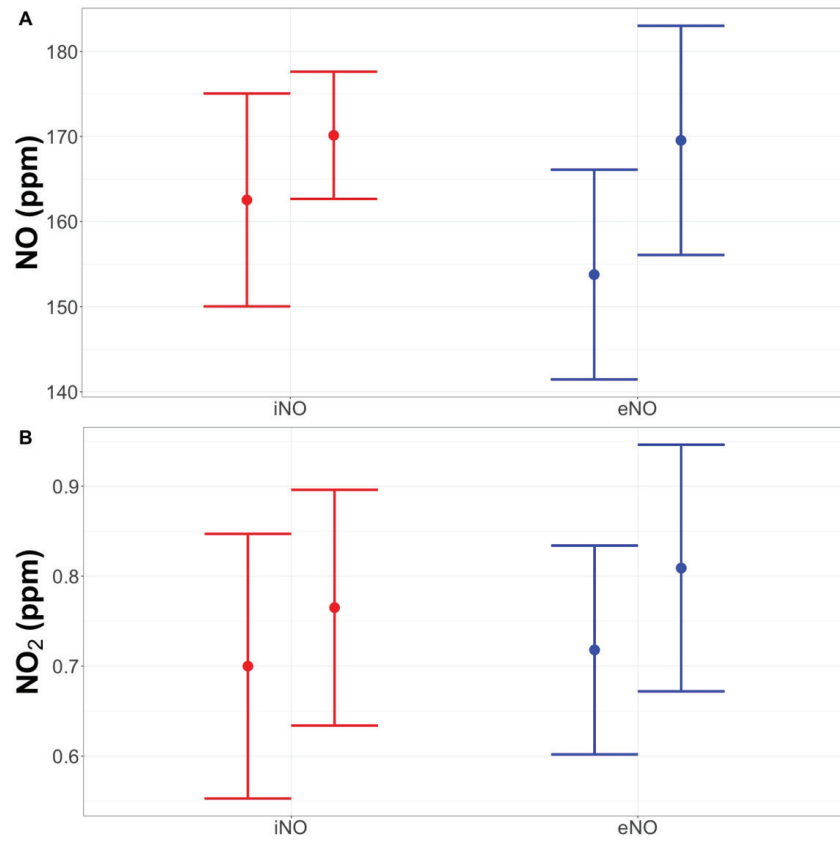 A
NO (ppm)
180
170
160
150
140
iNO eNO
B
NO₂ (ppm)
0.9
0.8
0.7
0.6
iNO eNO